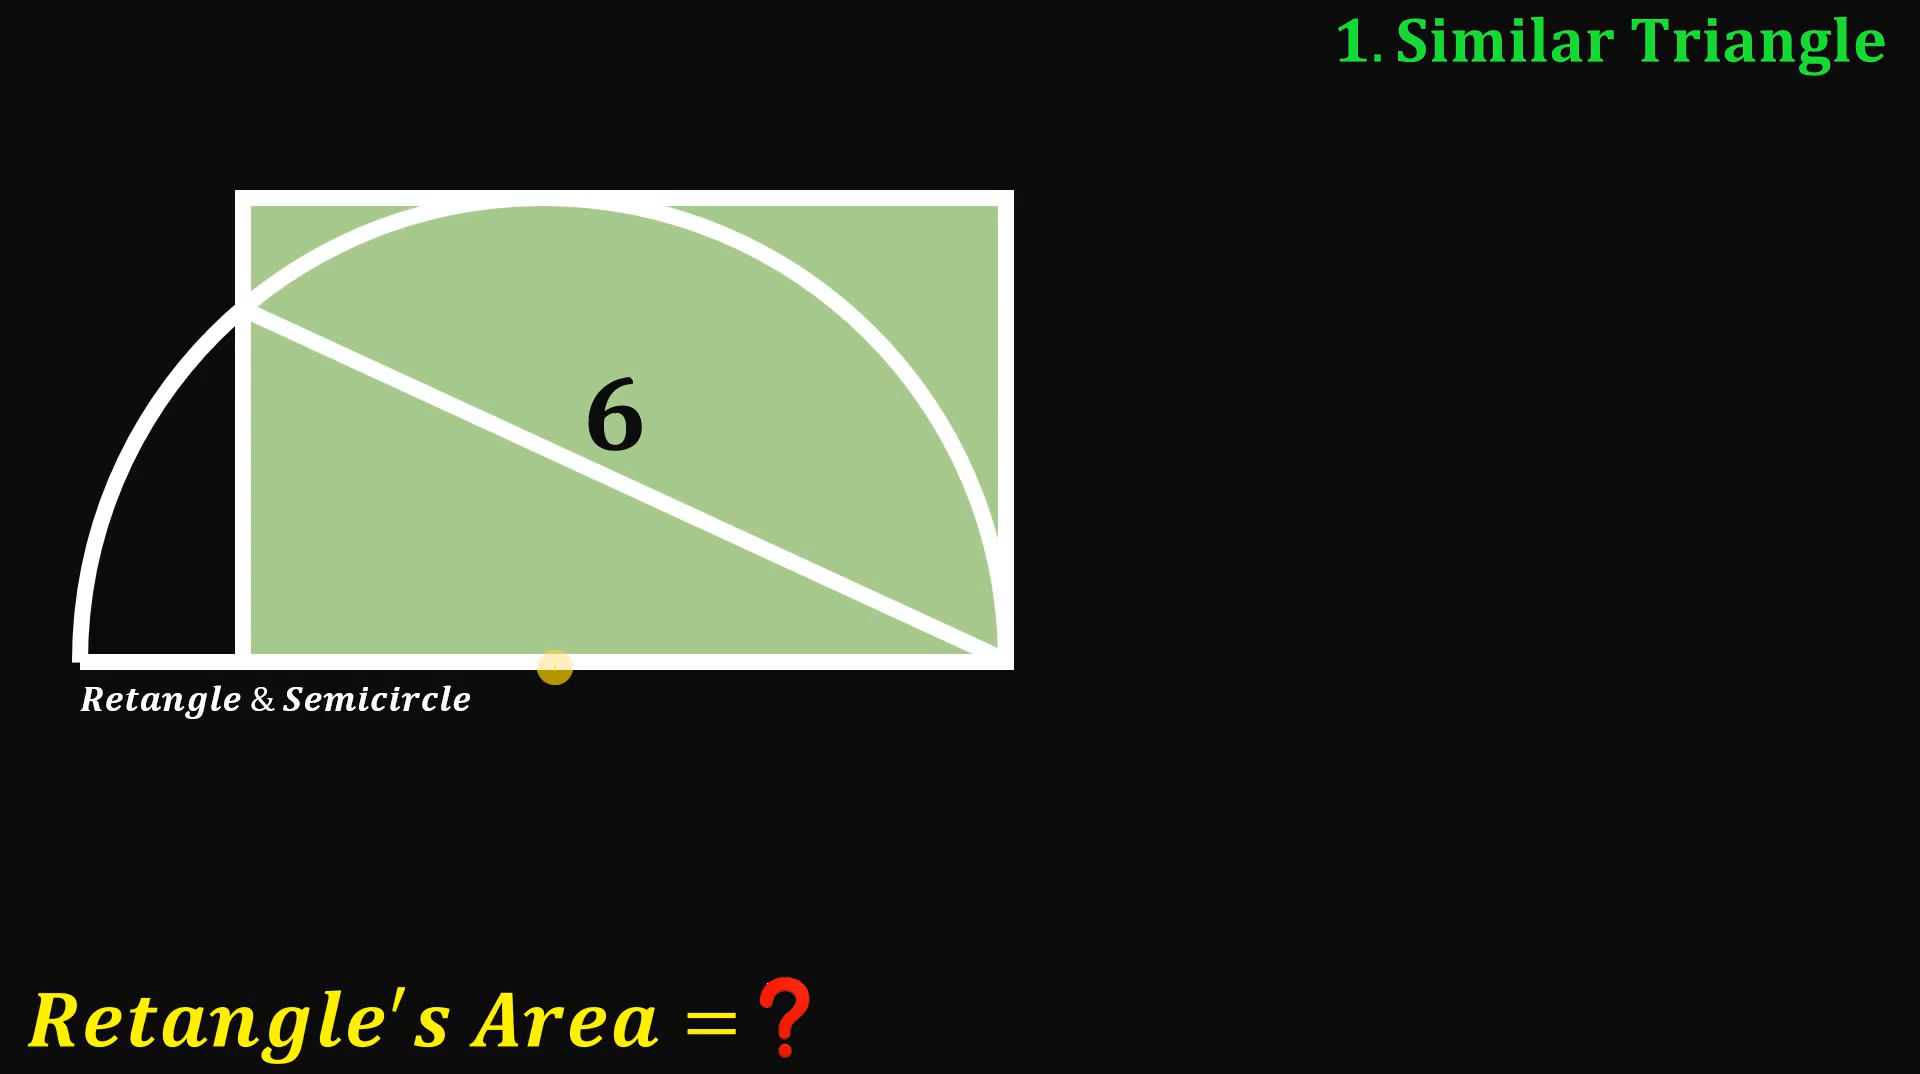 1. Similar Triangle
6
Retangle & Semicircle
Retangle's Area =❓